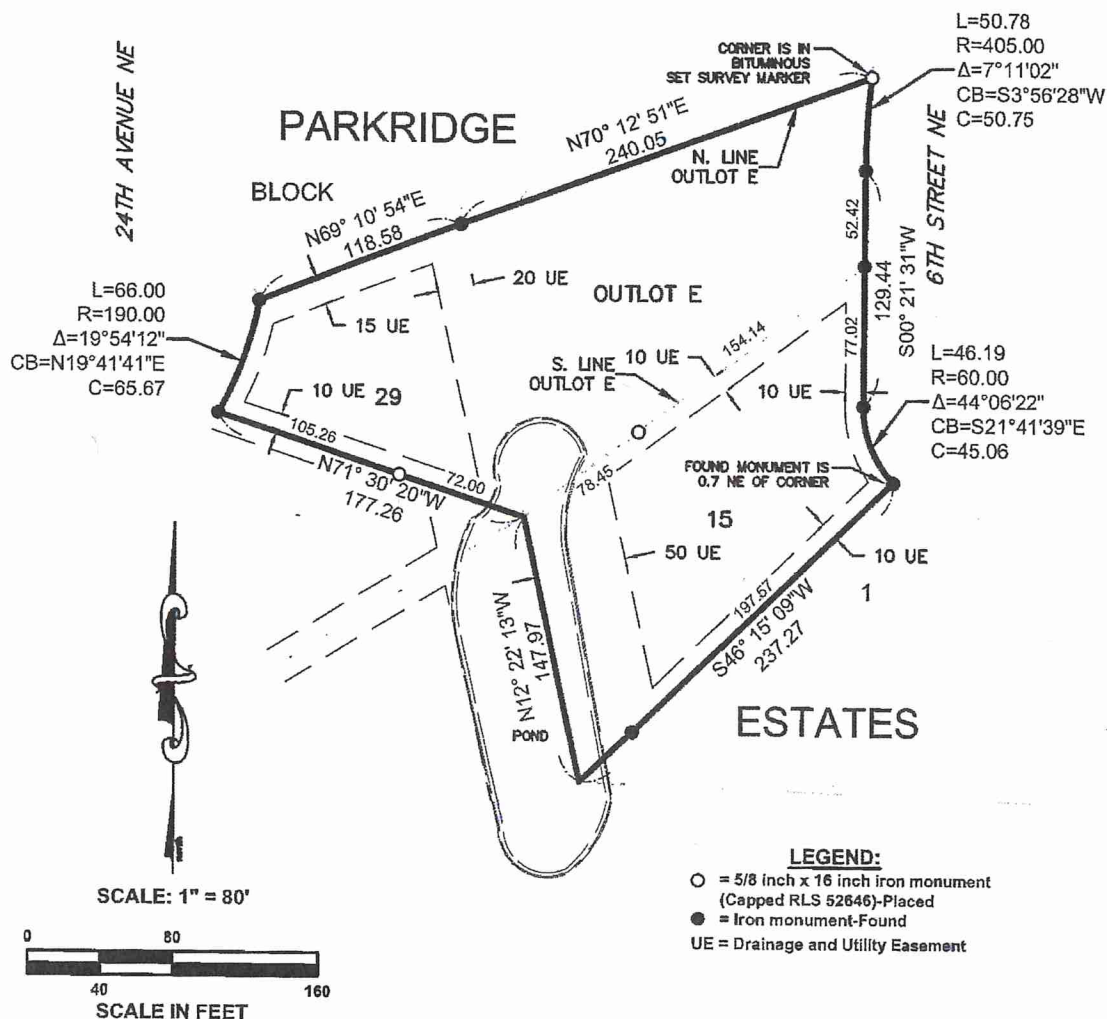 L=50.78
R=405.00
Δ=7°11'02"
CB=S3°56'28"W
C=50.75
CORNER IS IN
BITUMINOUS
SET SURVEY MARKER
24TH AVENUE NE
PARKRIDGE
BLOCK
N70° 12' 51"E
240.05
N. LINE
OUTLOT E
6TH STREET NE
N69° 10' 54"E
118.58
52.42
129.44
S00° 21' 31"W
77.02
20 UE
OUTLOT E
15 UE
L=66.00
R=190.00
Δ=19°54'12"
CB=N19°41'41"E
C=65.67
S. LINE
OUTLOT E
10 UE
154.14
10 UE
L=46.19
R=60.00
Δ=44°06'22"
CB=S21°41'39"E
C=45.06
10 UE
29
105.26
N71° 30' 20"W
177.26
72.00
78.45
FOUND MONUMENT IS
0.7 NE OF CORNER
15
50 UE
10 UE
1
197.57
S46° 15' 09"W
237.27
N12° 22' 13"W
147.97
POND
ESTATES
SCALE: 1" = 80'
0 80
40 160
SCALE IN FEET
LEGEND:
= 5/8 inch x 16 inch iron monument
(Capped RLS 52646)-Placed
= Iron monument-Found
UE = Drainage and Utility Easement